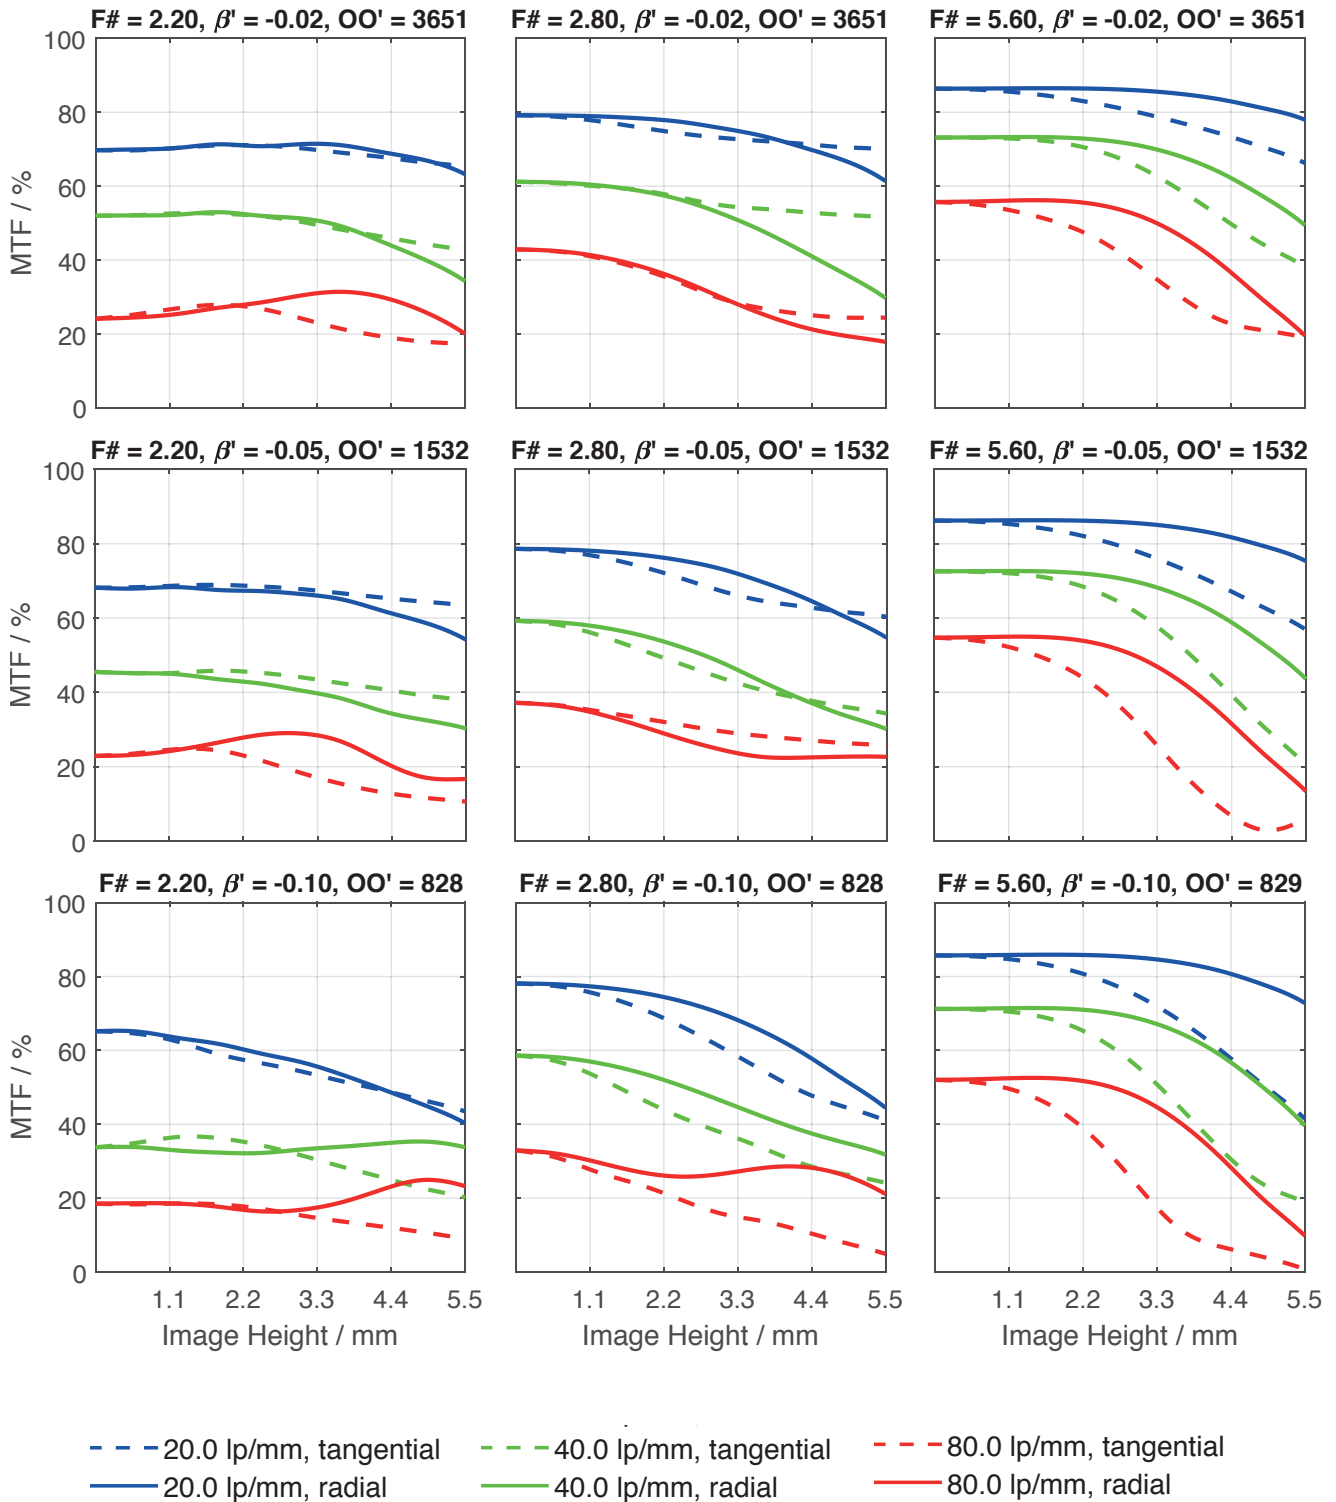 F# = 2.20, β' = -0.02, OO' = 3651
F# = 2.80, β' = -0.02, OO' = 3651
F# = 5.60, β' = -0.02, OO' = 3651
100
80
60
40
20
0
MTF / %
F# = 2.20, β' = -0.05, OO' = 1532
F# = 2.80, β' = -0.05, OO' = 1532
F# = 5.60, β' = -0.05, OO' = 1532
100
80
60
40
20
0
MTF / %
F# = 2.20, β' = -0.10, OO' = 828
F# = 2.80, β' = -0.10, OO' = 828
F# = 5.60, β' = -0.10, OO' = 829
100
80
60
40
20
0
MTF / %
1.1 2.2 3.3 4.4 5.5
1.1 2.2 3.3 4.4 5.5
1.1 2.2 3.3 4.4 5.5
Image Height / mm
Image Height / mm
Image Height / mm
20.0 lp/mm, tangential
20.0 lp/mm, radial
40.0 lp/mm, tangential
40.0 lp/mm, radial
80.0 lp/mm, tangential
80.0 lp/mm, radial